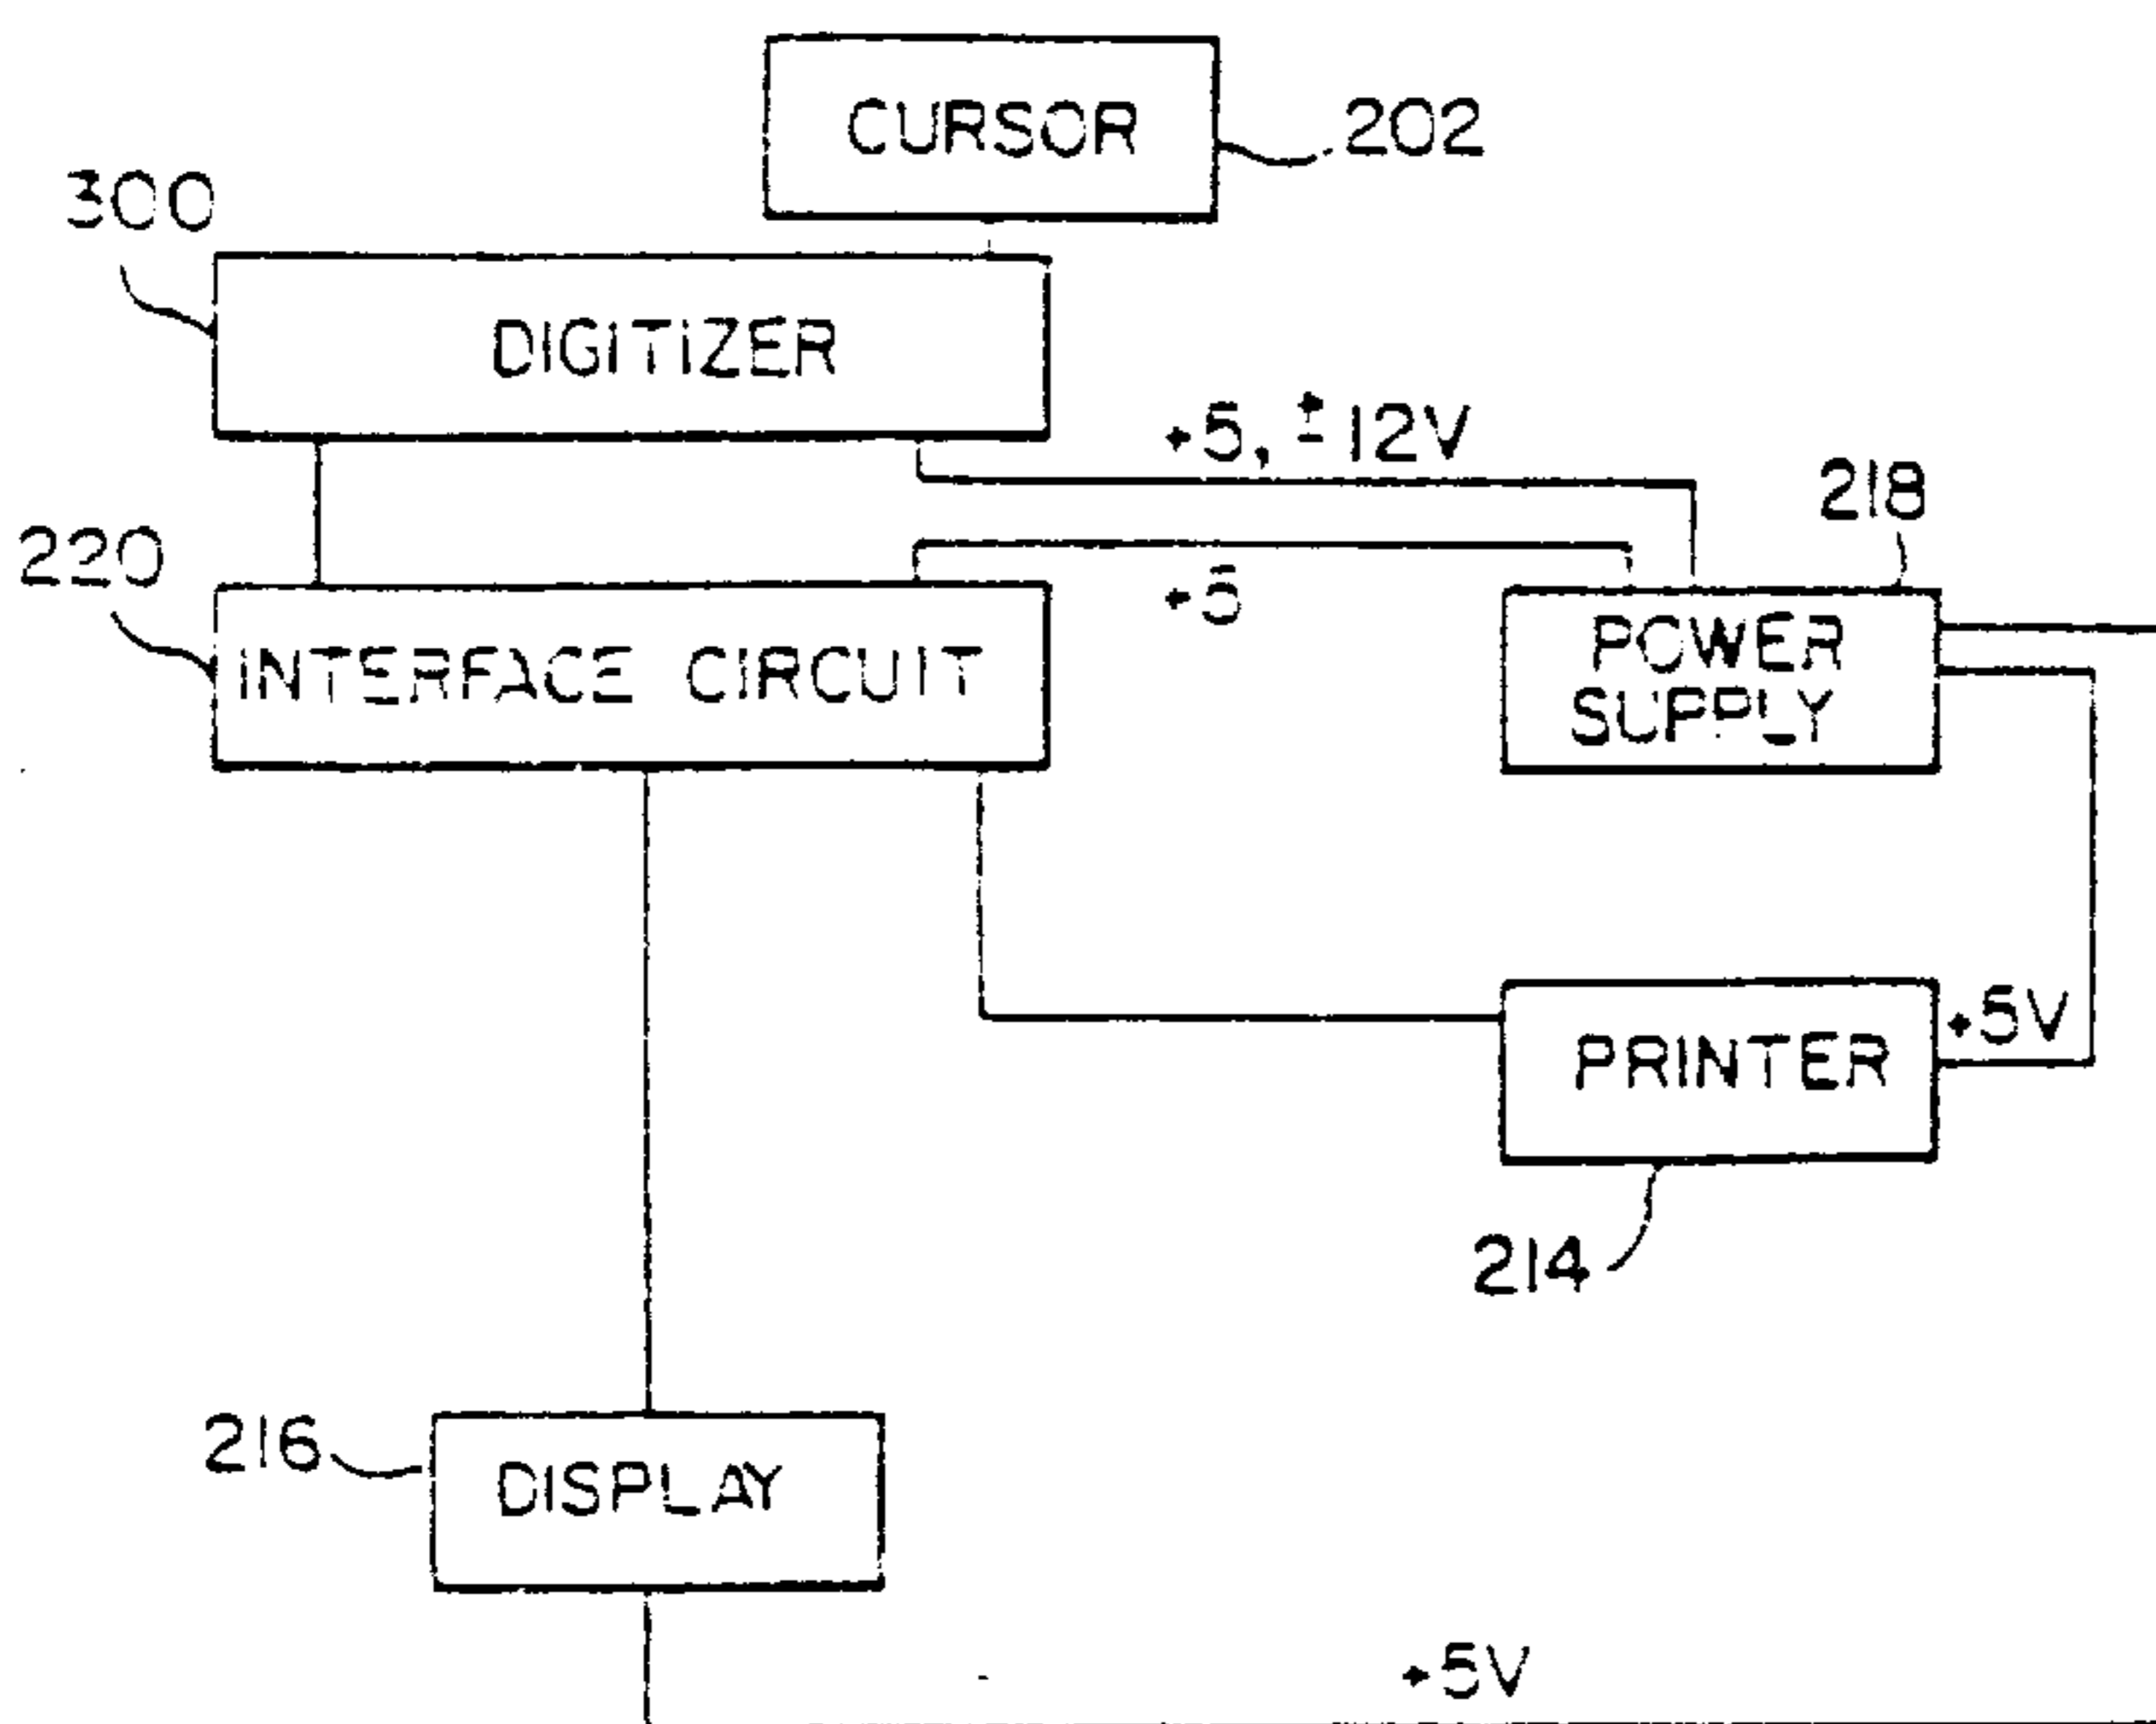 CURSOR
202
300
DIGITIZER
+5, ±12V
218
220
+5
INTERFACE CIRCUIT
POWER
SUPPLY
+5V
PRINTER
214
216
DISPLAY
+5V